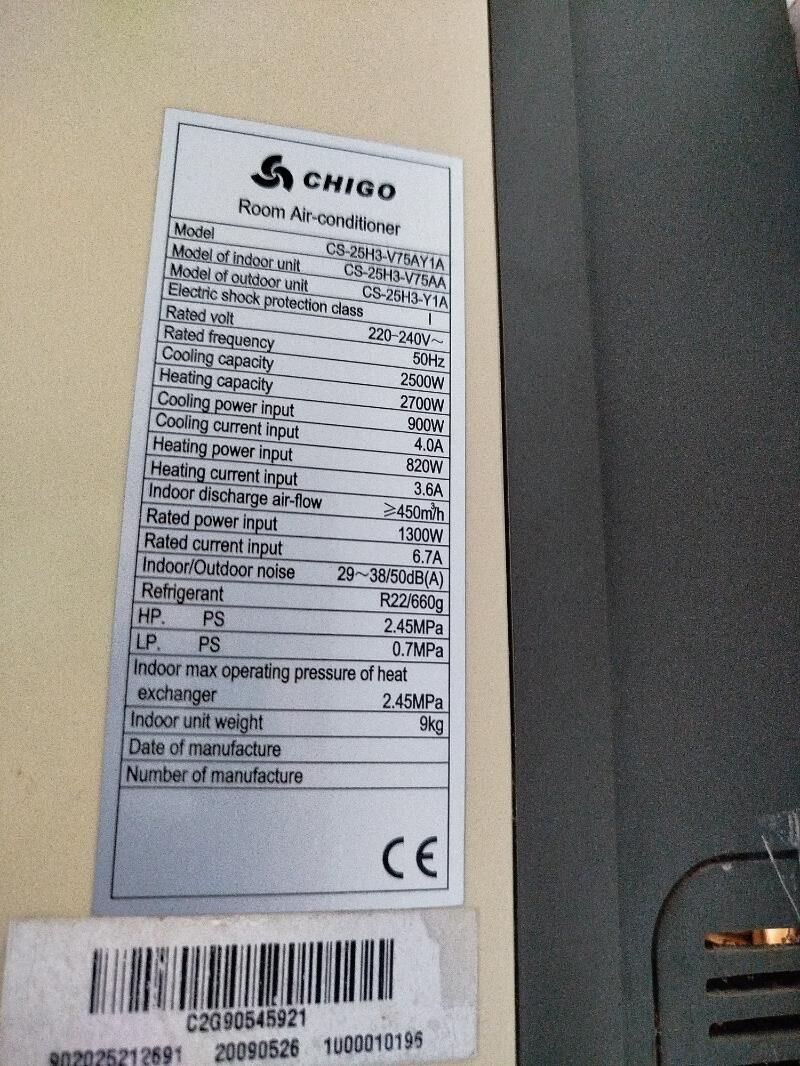 CHIGO
Room Air-conditioner
Model CS-25H3-V75AY1A
Model of indoor unit CS-25H3-V75AA
Model of outdoor unit CS-25H3-Y1A
Electric shock protection class I
Rated volt 220-240V～
Rated frequency 50Hz
Cooling capacity 2500W
Heating capacity 2700W
Cooling power input 900W
Cooling current input 4.0A
Heating power input 820W
Heating current input 3.6A
Indoor discharge air-flow ≥450m³/h
Rated power input 1300W
Rated current input 6.7A
Indoor/Outdoor noise 29～38/50dB(A)
Refrigerant R22/660g
HP. PS 2.45MPa
LP. PS 0.7MPa
Indoor max operating pressure of heat
exchanger 2.45MPa
Indoor unit weight 9kg
Date of manufacture
Number of manufacture
CE
C2G90545921
902025212691 20090526 1U00010195